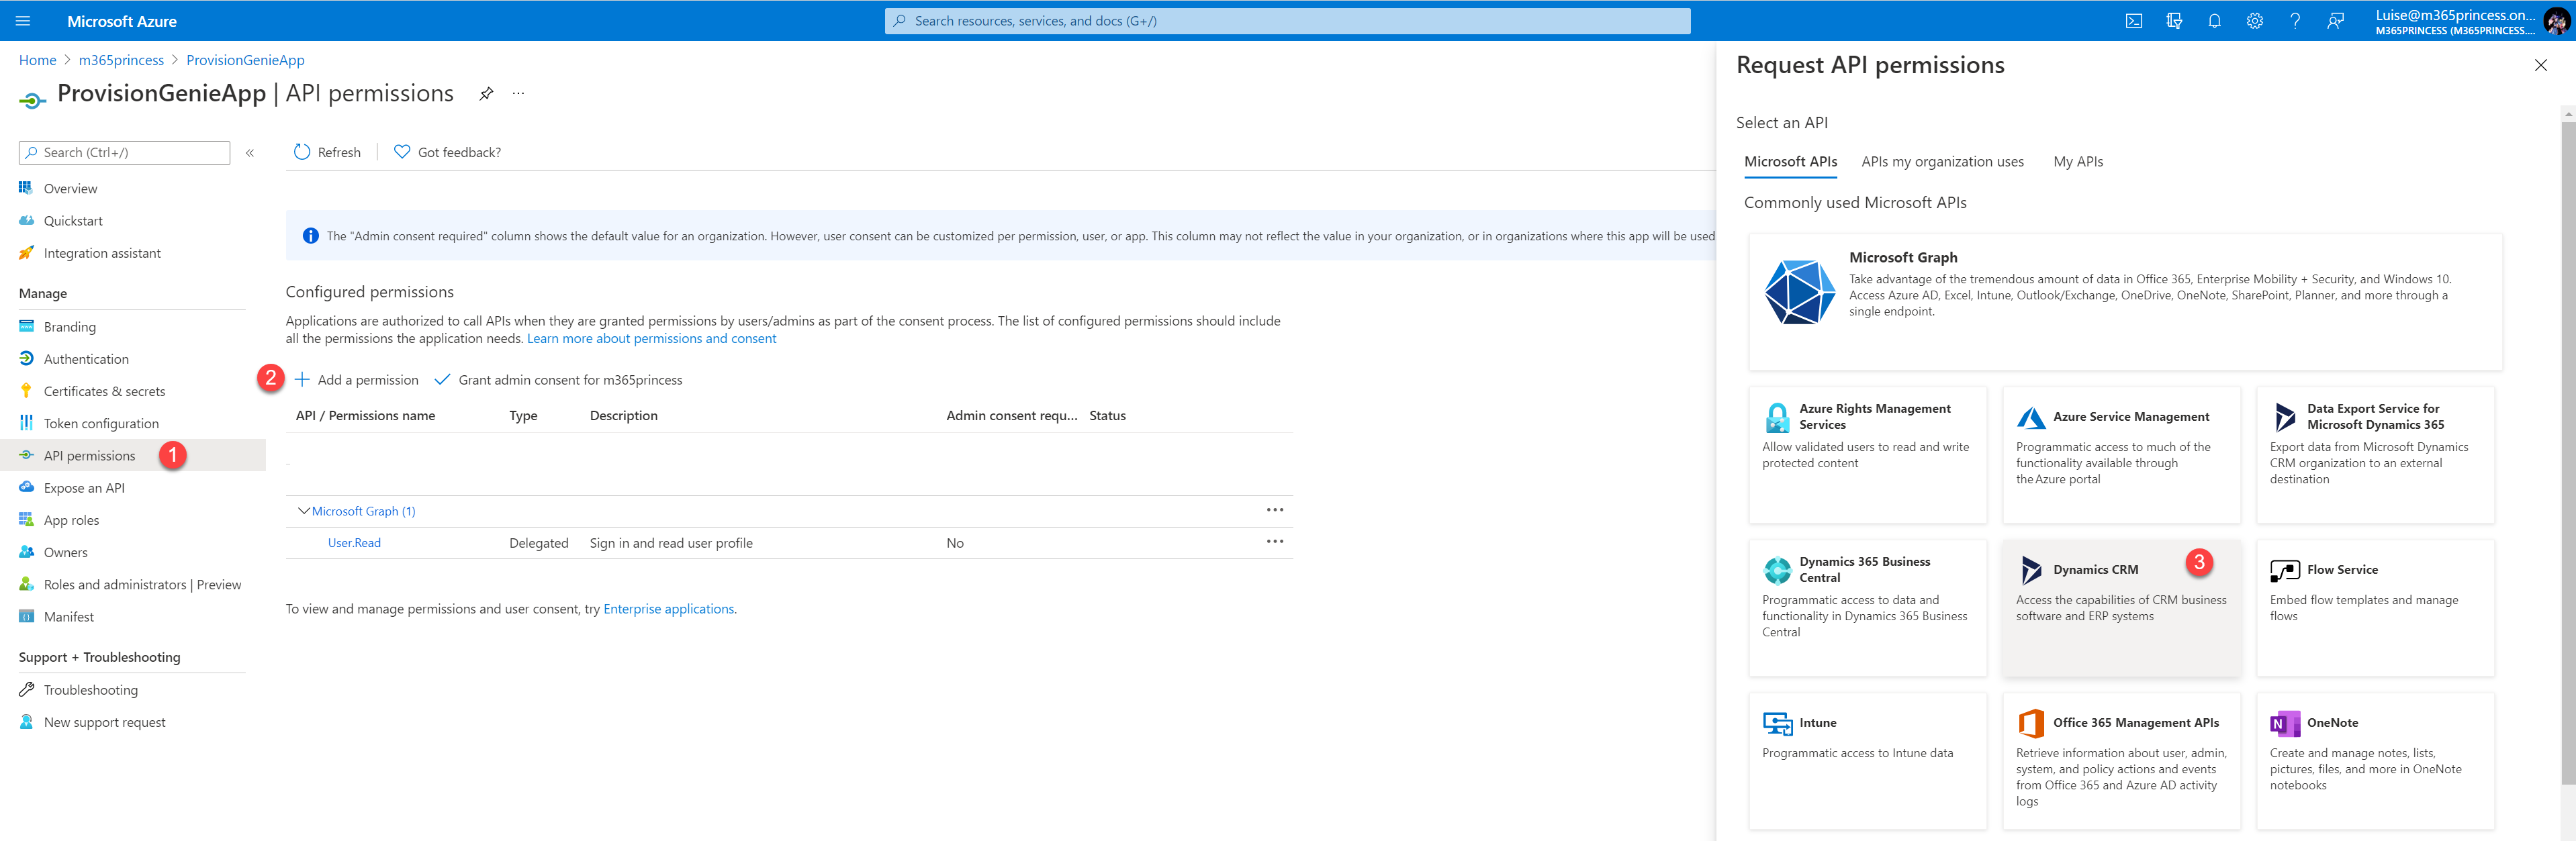 Microsoft Azure
Search resources, services, and docs (G+/)
Luise@m365princess.on...
M365PRINCESS (M365PRINCESS....
Home > m365princess > ProvisionGenieApp
ProvisionGenieApp | API permissions
Search (Ctrl+/)
Overview
Quickstart
Integration assistant
Manage
Branding
Authentication
Certificates & secrets
Token configuration
API permissions
1
Expose an API
App roles
Owners
Roles and administrators | Preview
Manifest
Support + Troubleshooting
Troubleshooting
New support request
Refresh
Got feedback?
The "Admin consent required" column shows the default value for an organization. However, user consent can be customized per permission, user, or app. This column may not reflect the value in your organization, or in organizations where this app will be used
Configured permissions
Applications are authorized to call APIs when they are granted permissions by users/admins as part of the consent process. The list of configured permissions should include
all the permissions the application needs. Learn more about permissions and consent
2
Add a permission
Grant admin consent for m365princess
API / Permissions name Type Description Admin consent requ... Status
Microsoft Graph (1)
User.Read Delegated Sign in and read user profile No
To view and manage permissions and user consent, try Enterprise applications.
Request API permissions
Select an API
Microsoft APIs APIs my organization uses My APIs
Commonly used Microsoft APIs
Microsoft Graph
Take advantage of the tremendous amount of data in Office 365, Enterprise Mobility + Security, and Windows 10.
Access Azure AD, Excel, Intune, Outlook/Exchange, OneDrive, OneNote, SharePoint, Planner, and more through a
single endpoint.
Azure Rights Management
Services
Allow validated users to read and write
protected content
Azure Service Management
Programmatic access to much of the
functionality available through
the Azure portal
Data Export Service for
Microsoft Dynamics 365
Export data from Microsoft Dynamics
CRM organization to an external
destination
Dynamics 365 Business
Central
Programmatic access to data and
functionality in Dynamics 365 Business
Central
Dynamics CRM
3
Access the capabilities of CRM business
software and ERP systems
Flow Service
Embed flow templates and manage
flows
Intune
Programmatic access to Intune data
Office 365 Management APIs
Retrieve information about user, admin,
system, and policy actions and events
from Office 365 and Azure AD activity
logs
OneNote
Create and manage notes, lists,
pictures, files, and more in OneNote
notebooks